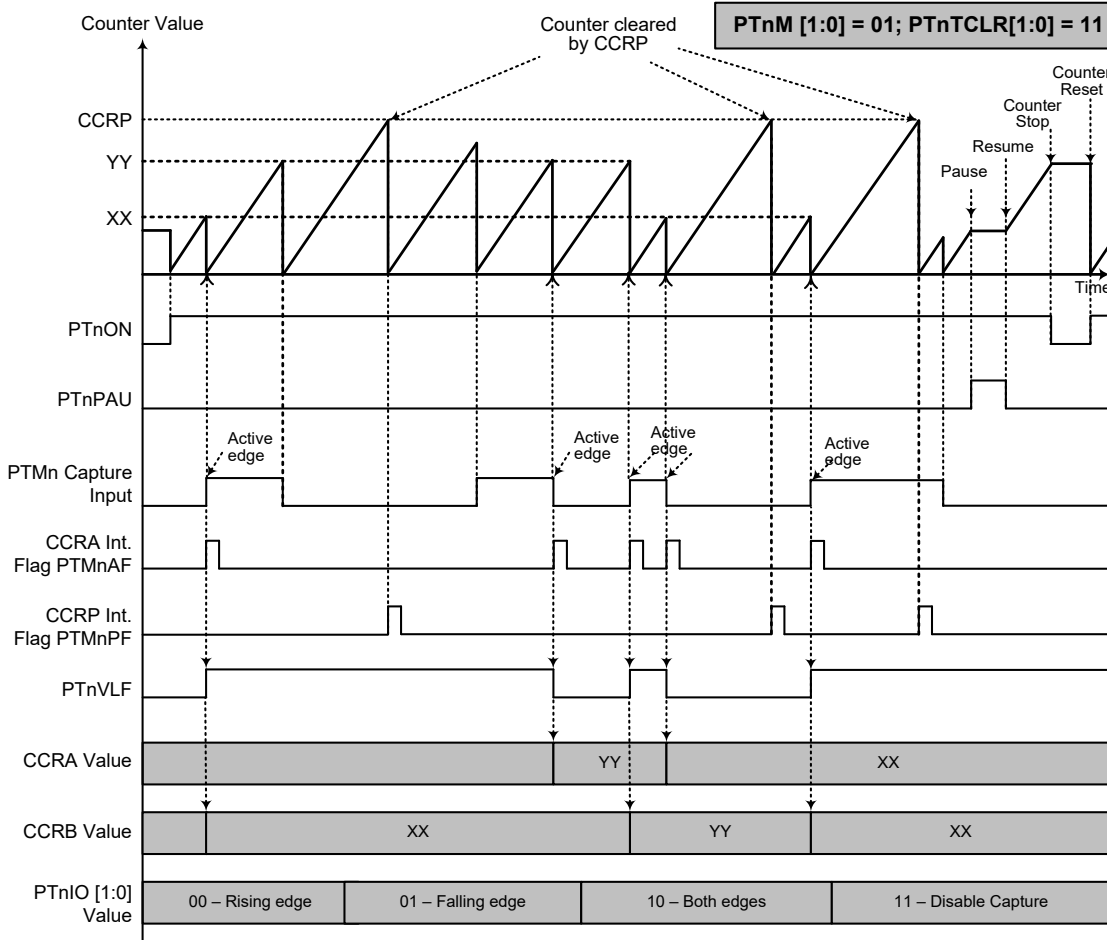 PTnM [1:0] = 01; PTnTCLR[1:0] = 11
Counter Value
Counter cleared
by CCRP
Counter
Reset
Counter
Stop
Resume
Pause
CCRP
YY
XX
Time
PTnON
PTnPAU
Active
edge
Active
edge
Active
edge
Active
edge
PTMn Capture
Input
CCRA Int.
Flag PTMnAF
CCRP Int.
Flag PTMnPF
PTnVLF
CCRA Value
YY
XX
CCRB Value
XX
YY
XX
PTnIO [1:0]
Value
00 – Rising edge
01 – Falling edge
10 – Both edges
11 – Disable Capture